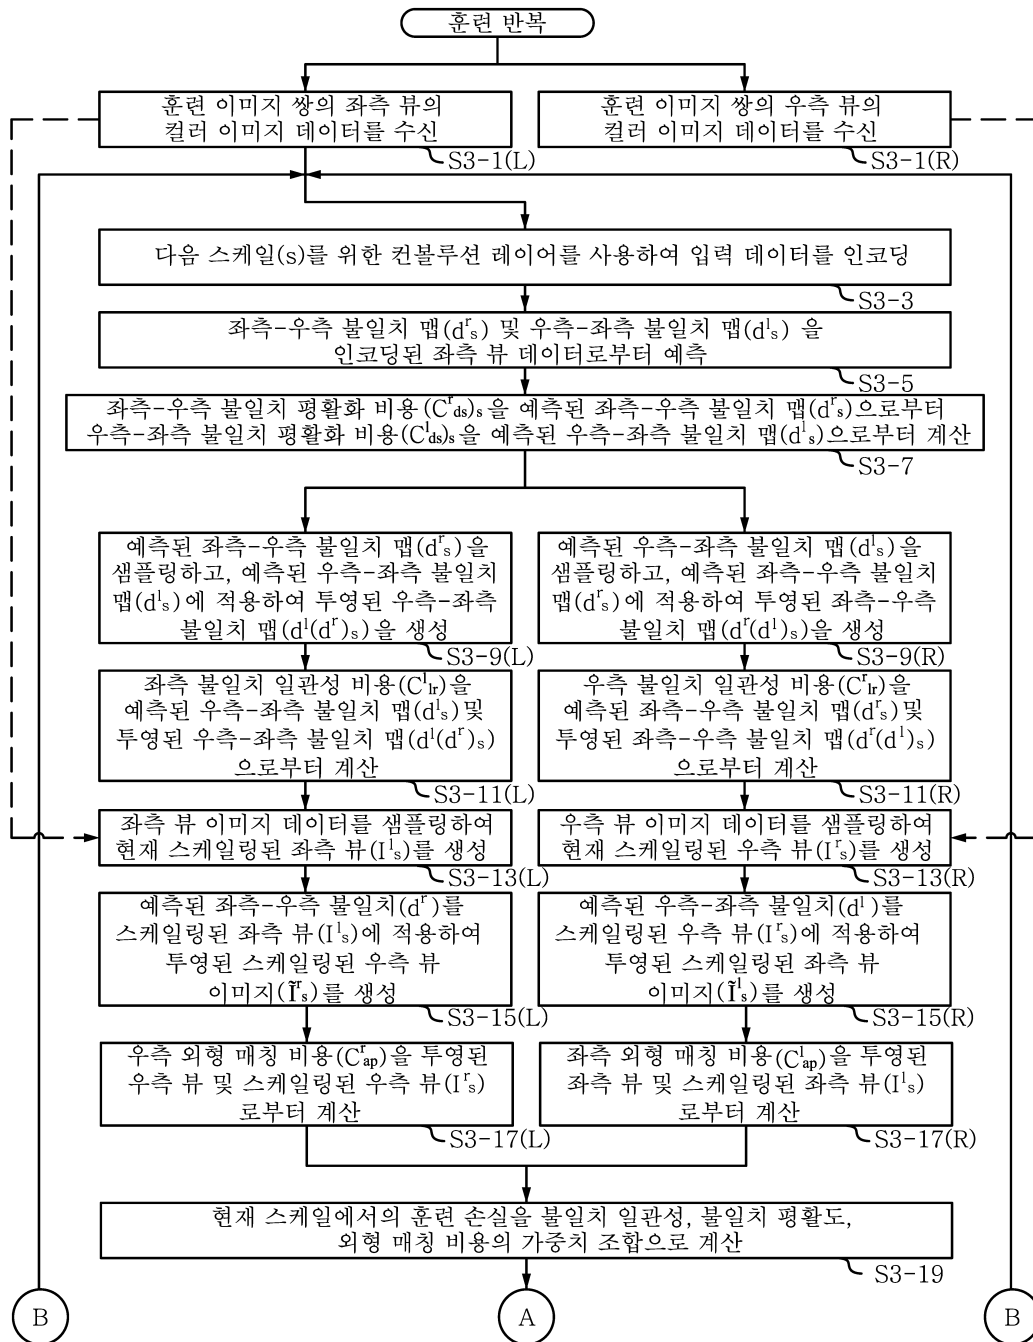 훈련 반복
훈련 이미지 쌍의 좌측 뷰의
컬러 이미지 데이터를 수신
S3-1(L)
훈련 이미지 쌍의 우측 뷰의
컬러 이미지 데이터를 수신
S3-1(R)
다음 스케일(s)를 위한 컨볼루션 레이어를 사용하여 입력 데이터를 인코딩
S3-3
좌측-우측 불일치 맵(dʳₛ) 및 우측-좌측 불일치 맵(dˡₛ) 을
인코딩된 좌측 뷰 데이터로부터 예측
S3-5
좌측-우측 불일치 평활화 비용(Cʳds)s을 예측된 좌측-우측 불일치 맵(dʳₛ)으로부터
우측-좌측 불일치 평활화 비용(Cˡds)s을 예측된 우측-좌측 불일치 맵(dˡₛ)으로부터 계산
S3-7
예측된 좌측-우측 불일치 맵(dʳₛ)을
샘플링하고, 예측된 우측-좌측 불일치
맵(dˡₛ)에 적용하여 투영된 우측-좌측
불일치 맵(dˡ(dʳ)ₛ)을 생성
S3-9(L)
예측된 우측-좌측 불일치 맵(dˡₛ)을
샘플링하고, 예측된 좌측-우측 불일치
맵(dʳₛ)에 적용하여 투영된 좌측-우측
불일치 맵(dʳ(dˡ)ₛ)을 생성
S3-9(R)
좌측 불일치 일관성 비용(Cˡlr)을
예측된 우측-좌측 불일치 맵(dˡₛ)및
투영된 우측-좌측 불일치 맵(dˡ(dʳ)ₛ)
으로부터 계산
S3-11(L)
우측 불일치 일관성 비용(Cʳlr)을
예측된 좌측-우측 불일치 맵(dʳₛ)및
투영된 좌측-우측 불일치 맵(dʳ(dˡ)ₛ)
으로부터 계산
S3-11(R)
좌측 뷰 이미지 데이터를 샘플링하여
현재 스케일링된 좌측 뷰(Iˡₛ)를 생성
S3-13(L)
우측 뷰 이미지 데이터를 샘플링하여
현재 스케일링된 우측 뷰(Iʳₛ)를 생성
S3-13(R)
예측된 좌측-우측 불일치(dʳ)를
스케일링된 좌측 뷰(Iˡₛ)에 적용하여
투영된 스케일링된 우측 뷰
이미지(Ĩʳₛ)를 생성
S3-15(L)
예측된 우측-좌측 불일치(dˡ )를
스케일링된 우측 뷰(Iʳₛ)에 적용하여
투영된 스케일링된 좌측 뷰
이미지(Ĩˡₛ)를 생성
S3-15(R)
우측 외형 매칭 비용(Cʳap)을 투영된
우측 뷰 및 스케일링된 우측 뷰(Iʳₛ)
로부터 계산
S3-17(L)
좌측 외형 매칭 비용(Cˡap)을 투영된
좌측 뷰 및 스케일링된 좌측 뷰(Iˡₛ)
로부터 계산
S3-17(R)
현재 스케일에서의 훈련 손실을 불일치 일관성, 불일치 평활도,
외형 매칭 비용의 가중치 조합으로 계산
S3-19
B
A
B